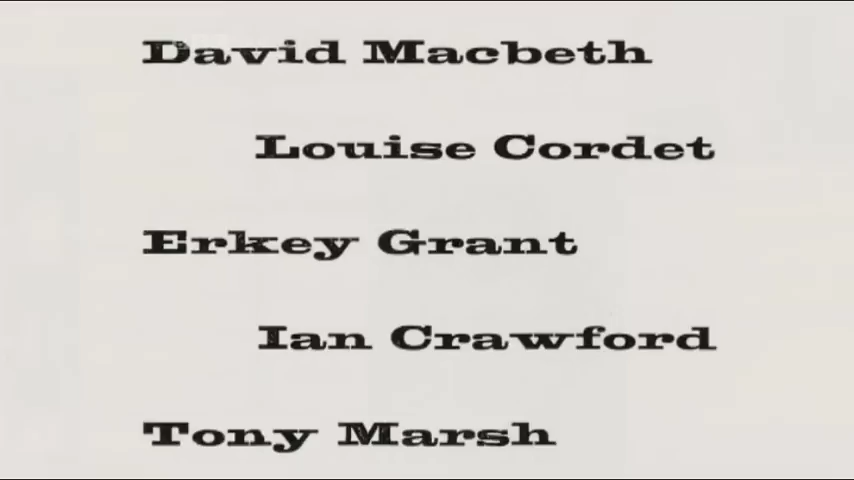 David Macbeth
Louise Cordet
Erkey Grant
Ian Crawford
Tony Marsh